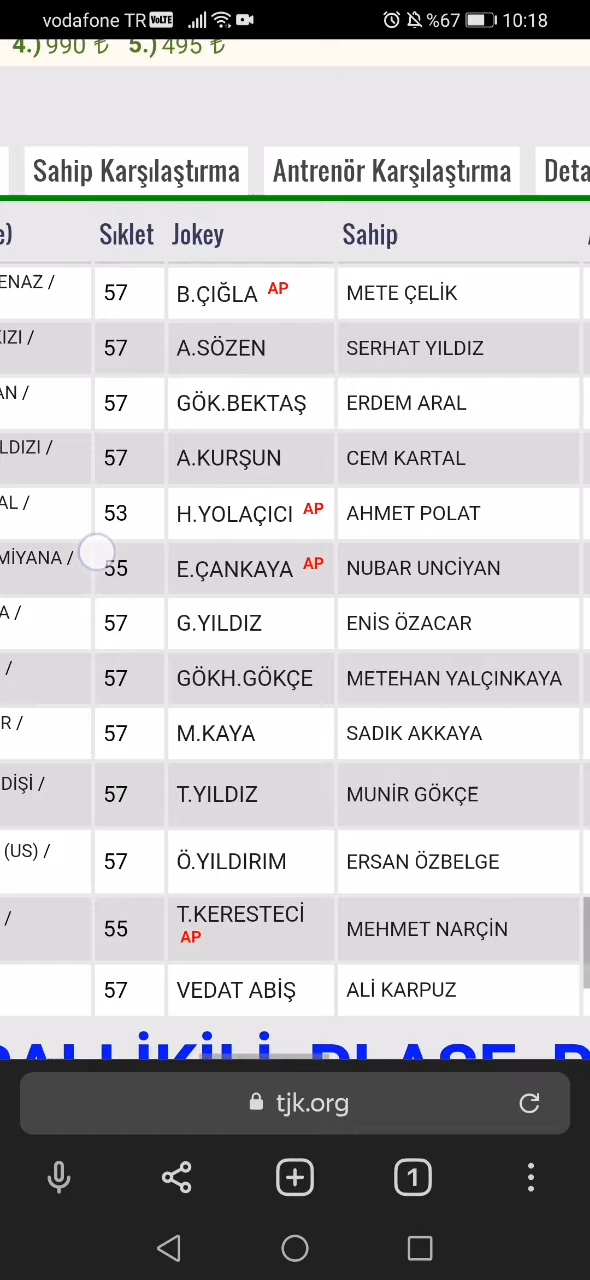 vodafone TR VoLTE %67 10:18
4.) 990 ₺ 5.) 495 ₺
Sahip Karşılaştırma Antrenör Karşılaştırma Deta
e) Sıklet Jokey Sahip
ENAZ / 57 B.ÇIĞLA AP METE ÇELİK
KIZI / 57 A.SÖZEN SERHAT YILDIZ
AN / 57 GÖK.BEKTAŞ ERDEM ARAL
LDIZI / 57 A.KURŞUN CEM KARTAL
AL / 53 H.YOLAÇICI AP AHMET POLAT
MİYANA / 55 E.ÇANKAYA AP NUBAR UNCİYAN
A / 57 G.YILDIZ ENİS ÖZACAR
/ 57 GÖKH.GÖKÇE METEHAN YALÇINKAYA
R / 57 M.KAYA SADIK AKKAYA
DİŞİ / 57 T.YILDIZ MUNİR GÖKÇE
(US) / 57 Ö.YILDIRIM ERSAN ÖZBELGE
/ 55 T.KERESTECİ AP MEHMET NARÇİN
57 VEDAT ABİŞ ALİ KARPUZ
tjk.org
1